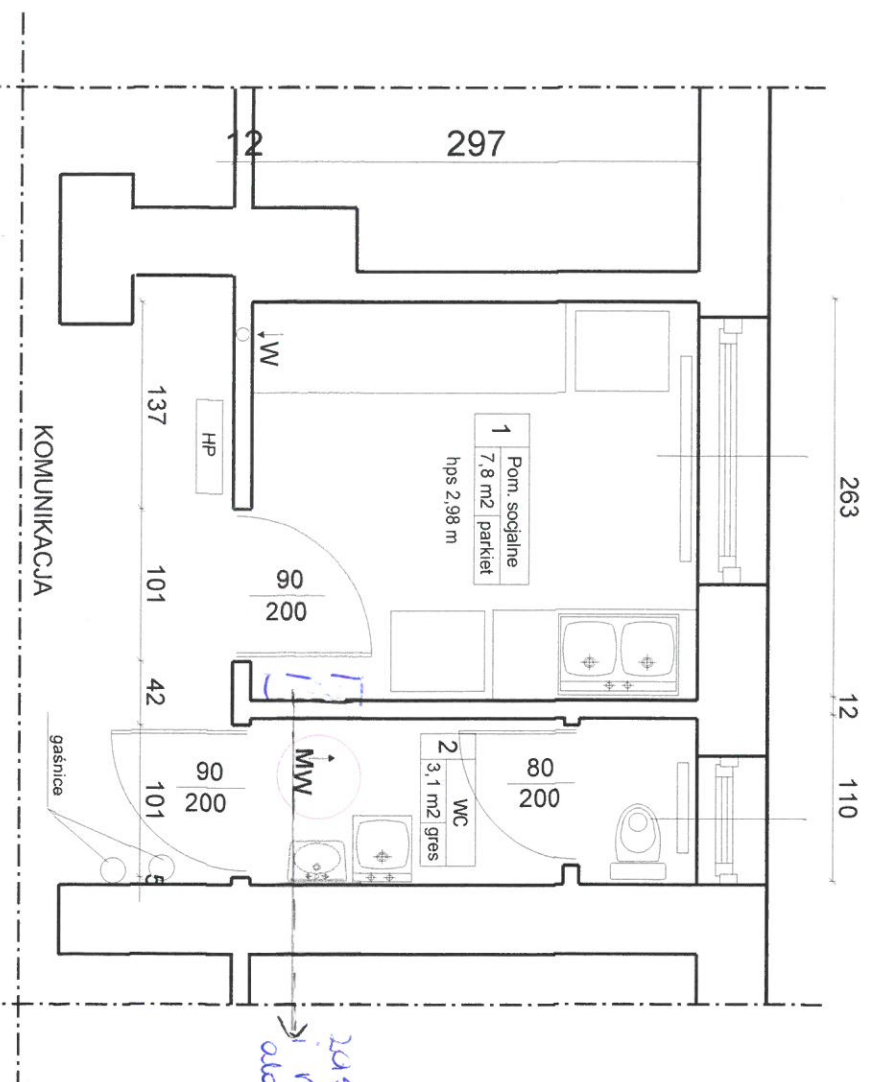 12
297
W
137
HP
KOMUNIKACJA
1
Pom. socjalne
7,8 m2
parkiet
hps 2,98 m
263
101
90
200
42
12
gaśnice
101
90
200
MW
2
WC
3,1 m2
gres
80
200
110
5